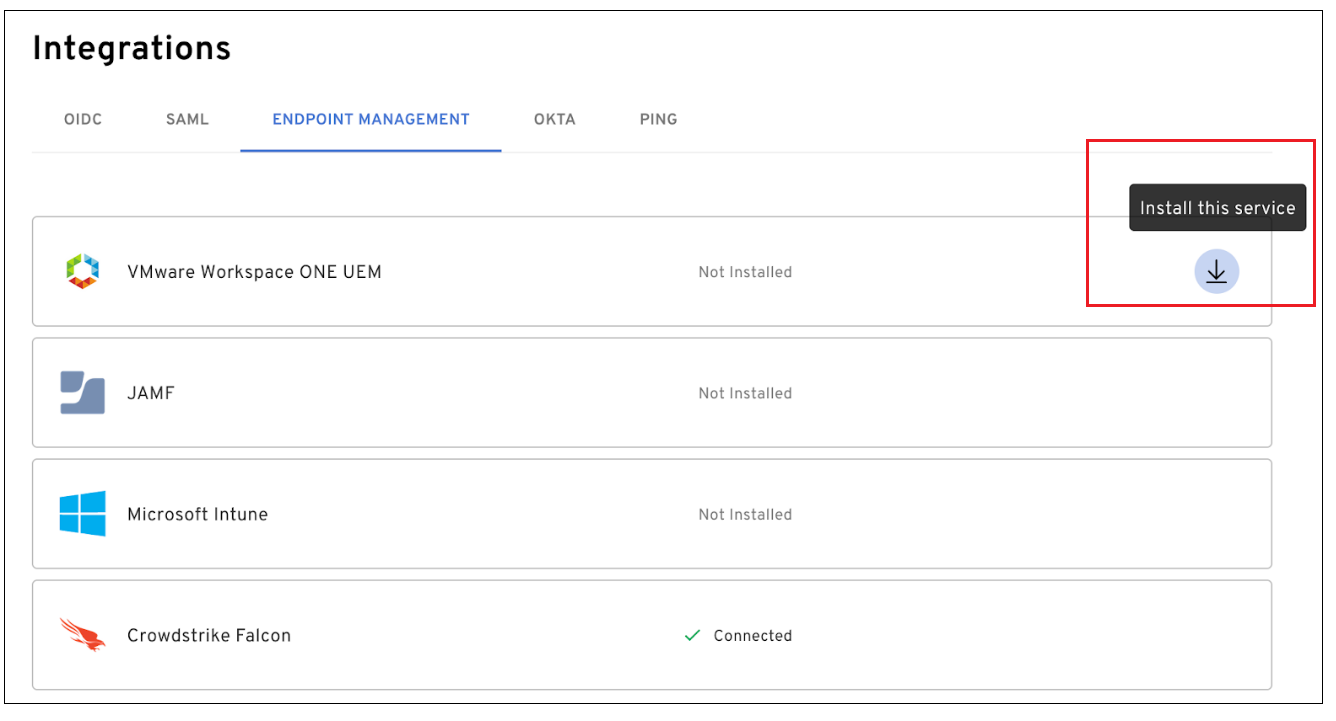 Integrations
OIDC SAML ENDPOINT MANAGEMENT OKTA PING
Install this service
VMware Workspace ONE UEM Not Installed
JAMF Not Installed
Microsoft Intune Not Installed
Crowdstrike Falcon Connected